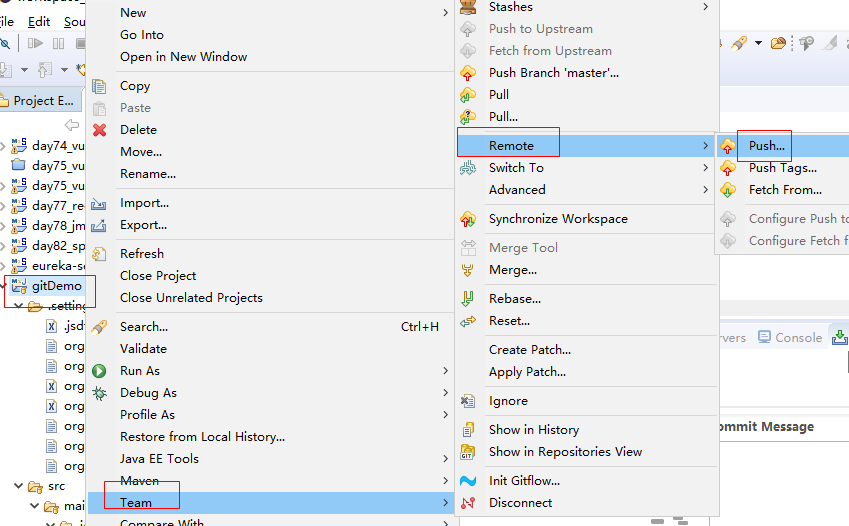 File Edit Sou
Project E...
day74_vu
day75_vu
day75_vu
day77_re
day78_jm
day82_sp
eureka-se
gitDemo
.setting
.jsd
org
org
org
org
org
org
org
src
mai
New
Go Into
Open in New Window
Copy
Paste
Delete
Move...
Rename...
Import...
Export...
Refresh
Close Project
Close Unrelated Projects
Search... Ctrl+H
Validate
Run As
Debug As
Profile As
Restore from Local History...
Java EE Tools
Maven
Team
Compare With
Stashes
Push to Upstream
Fetch from Upstream
Push Branch 'master'...
Pull
Pull...
Remote
Switch To
Advanced
Synchronize Workspace
Merge Tool
Merge...
Rebase...
Reset...
Create Patch...
Apply Patch...
Ignore
Show in History
Show in Repositories View
Init Gitflow...
Disconnect
Push...
Push Tags...
Fetch From...
Configure Push to
Configure Fetch f
rvers Console
ommit Message